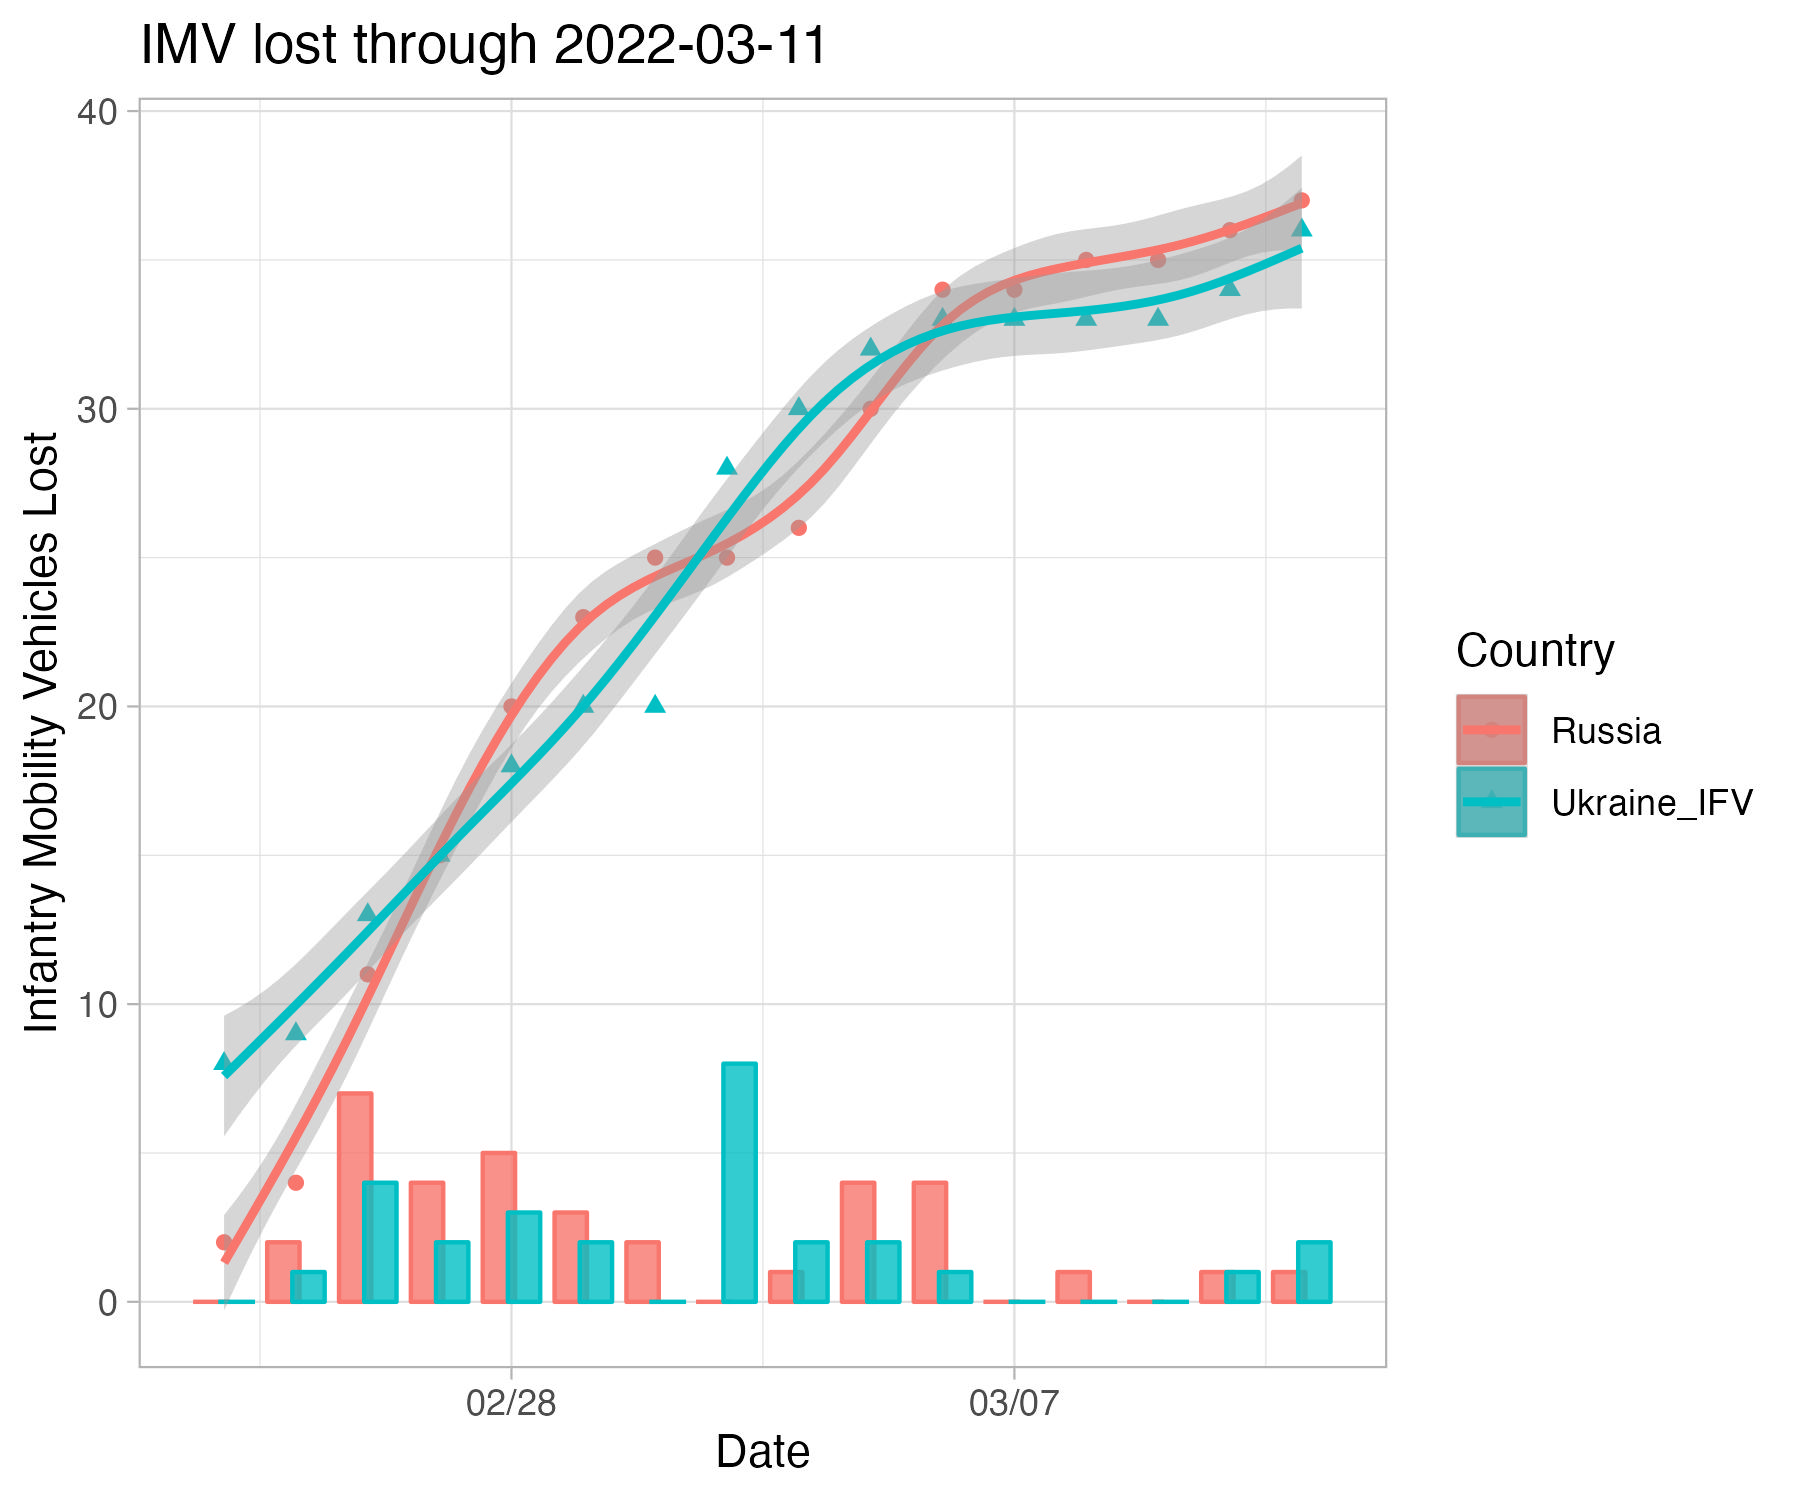 IMV lost through 2022-03-11
Infantry Mobility Vehicles Lost
40
30
20
10
0
02/28
03/07
Date
Country
Russia
Ukraine_IFV